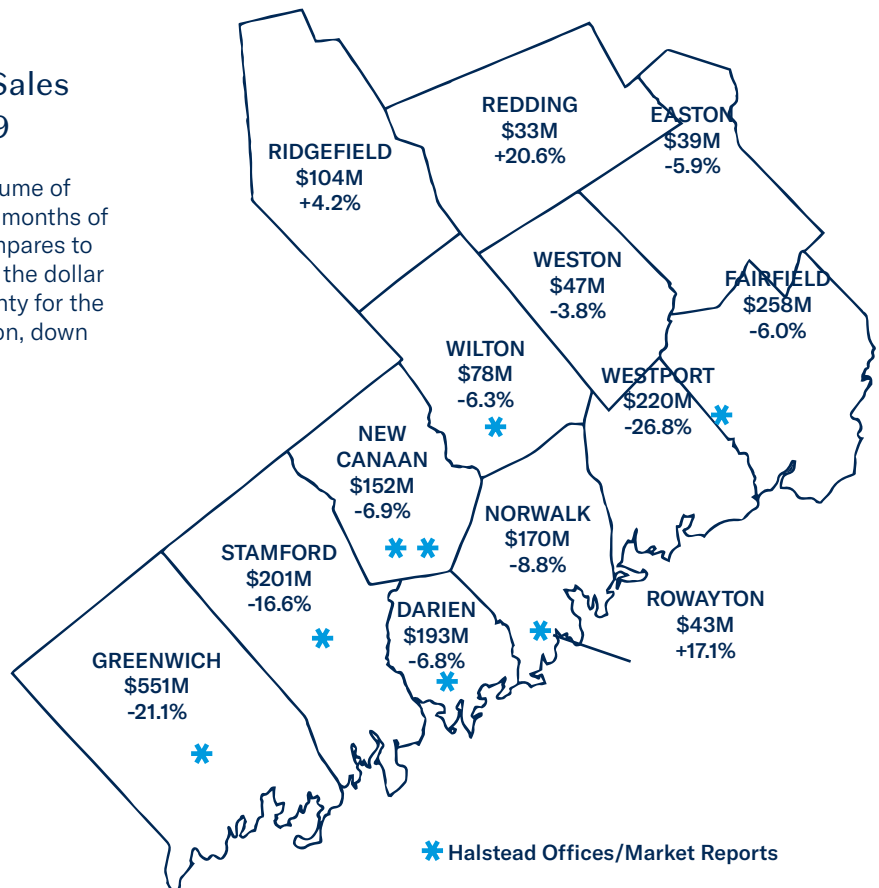 Sales
9
ume of
months of
mpares to
the dollar
nty for the
on, down
REDDING
$33M
+20.6%
EASTON
$39M
-5.9%
RIDGEFIELD
$104M
+4.2%
WESTON
$47M
-3.8%
FAIRFIELD
$258M
-6.0%
WILTON
$78M
-6.3%
WESTPORT
$220M
-26.8%
NEW
CANAAN
$152M
-6.9%
NORWALK
$170M
-8.8%
STAMFORD
$201M
-16.6%
DARIEN
$193M
-6.8%
ROWAYTON
$43M
+17.1%
GREENWICH
$551M
-21.1%
Halstead Offices/Market Reports